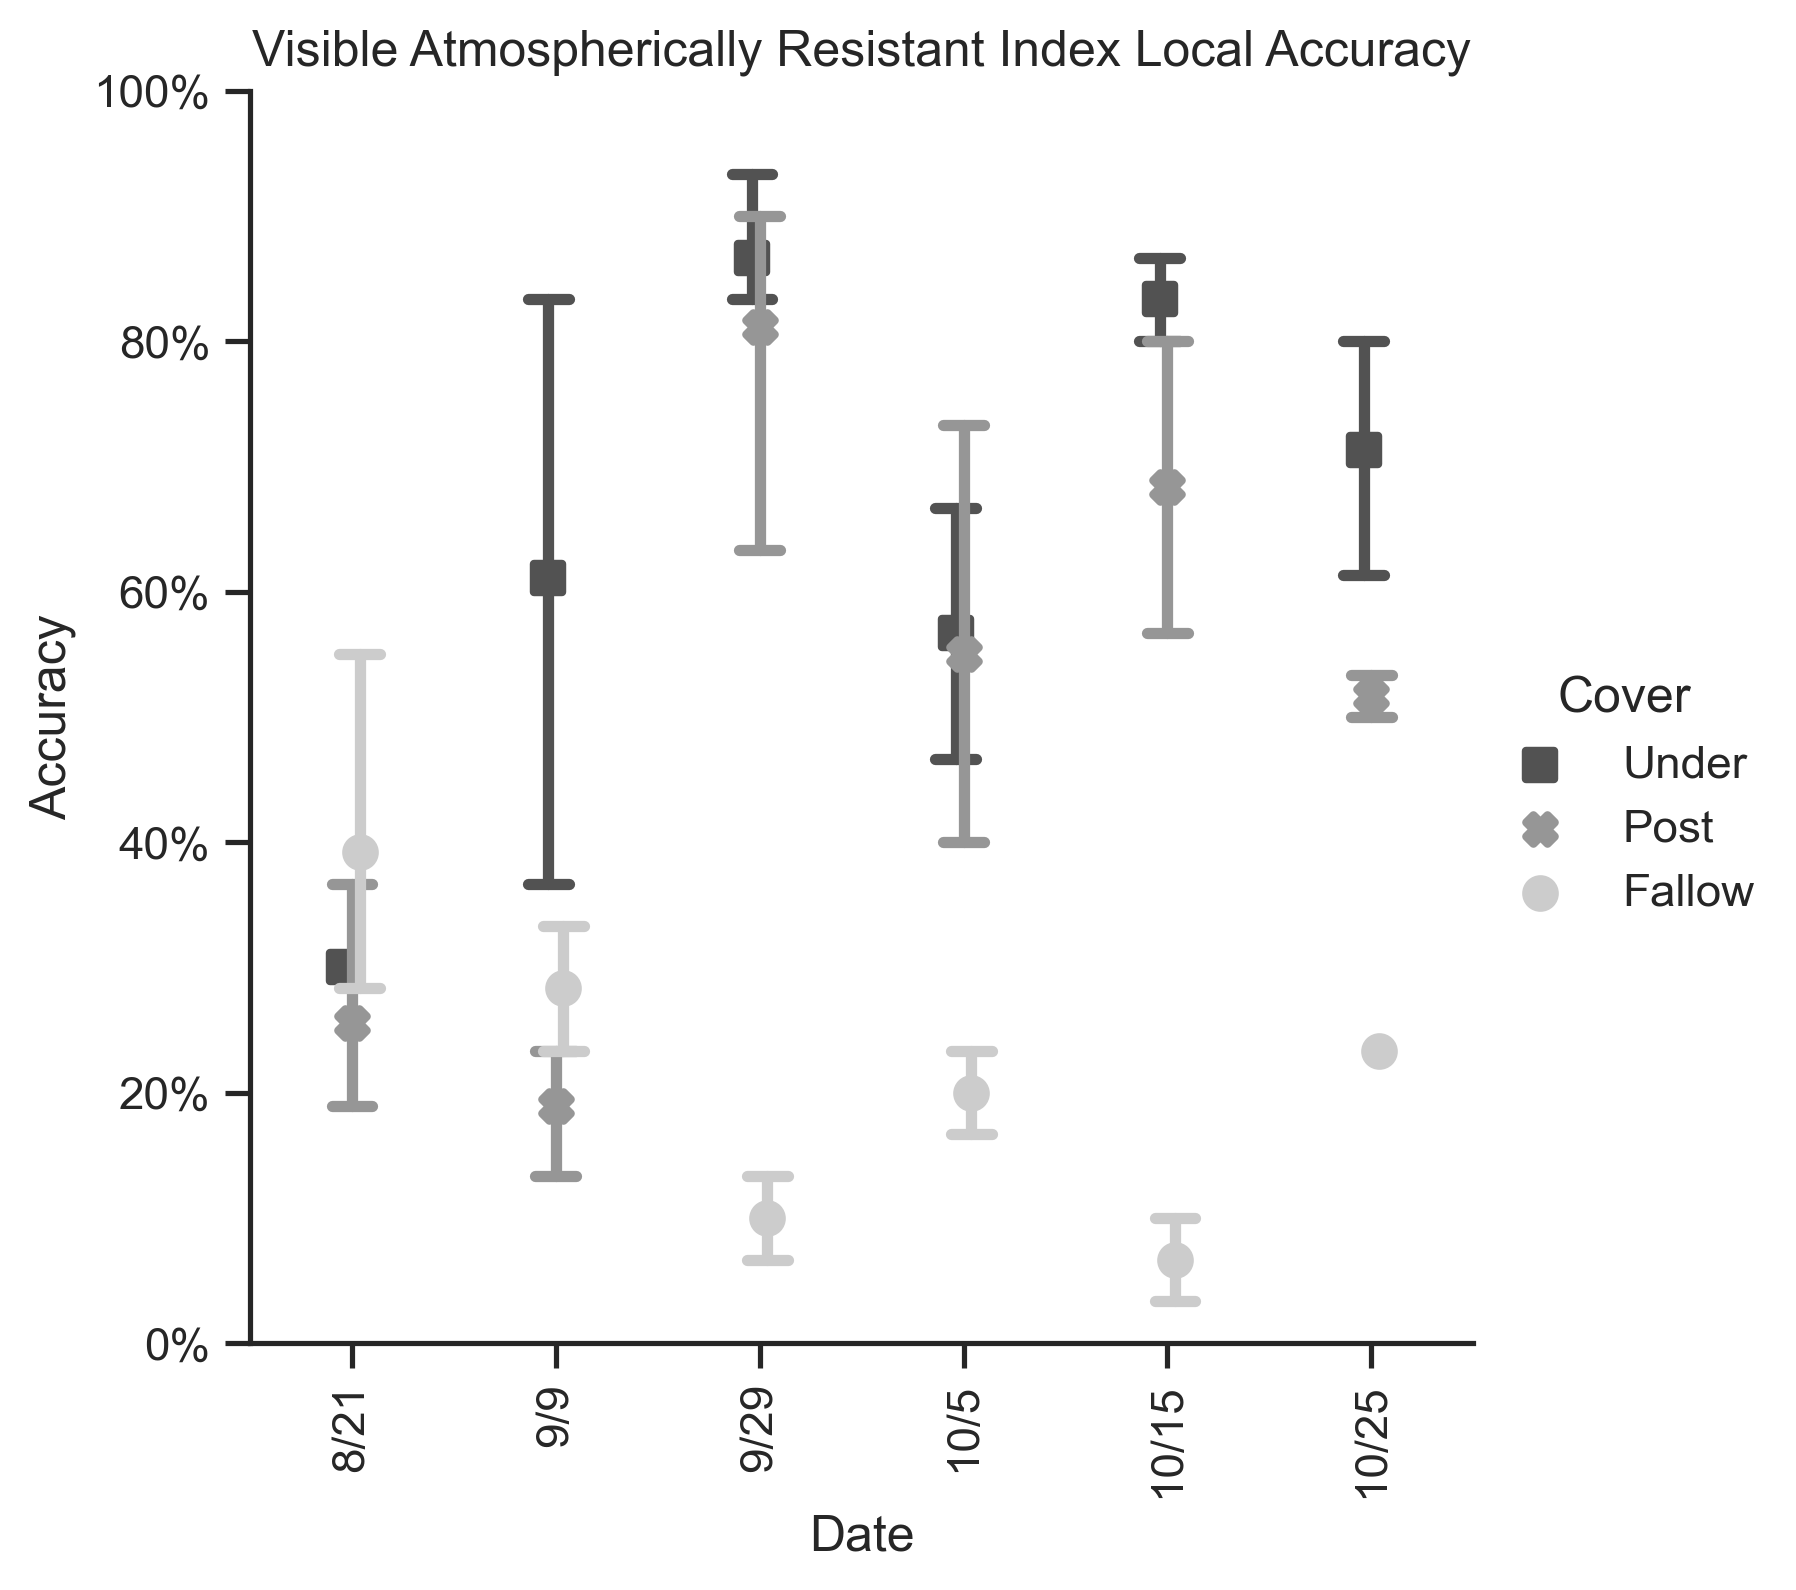 Visible Atmospherically Resistant Index Local Accuracy
100%
80%
60%
40%
20%
0%
Accuracy
8/21
9/9
9/29
10/5
10/15
10/25
Date
Cover
Under
Post
Fallow